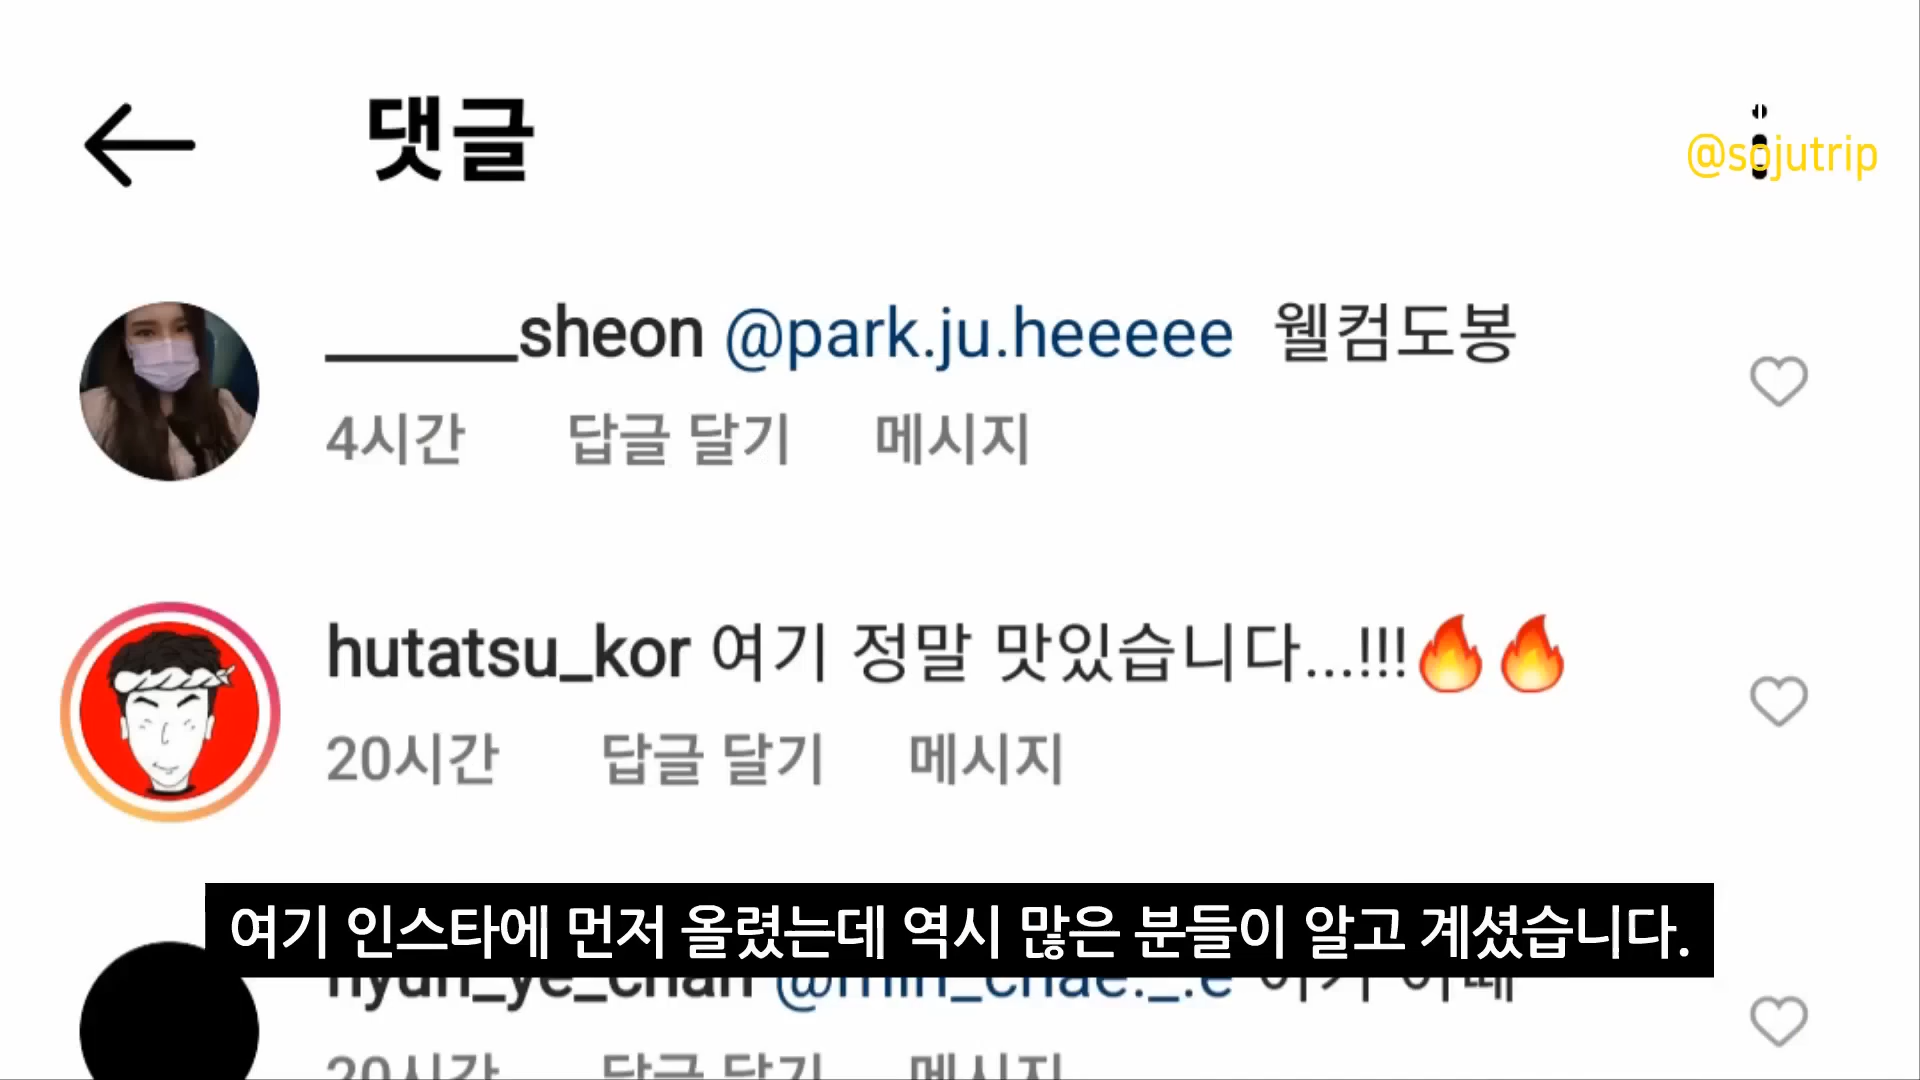 댓글
@sojutrip
______sheon @park.ju.heeeee 웰컴도봉
4시간 답글 달기 메시지
hutatsu_kor 여기 정말 맛있습니다...!!!🔥🔥
20시간 답글 달기 메시지
여기 인스타에 먼저 올렸는데 역시 많은 분들이 알고 계셨습니다.
hyun_ye_chan @min_chae._.e 여기 어때
20시간 답글 달기 메시지